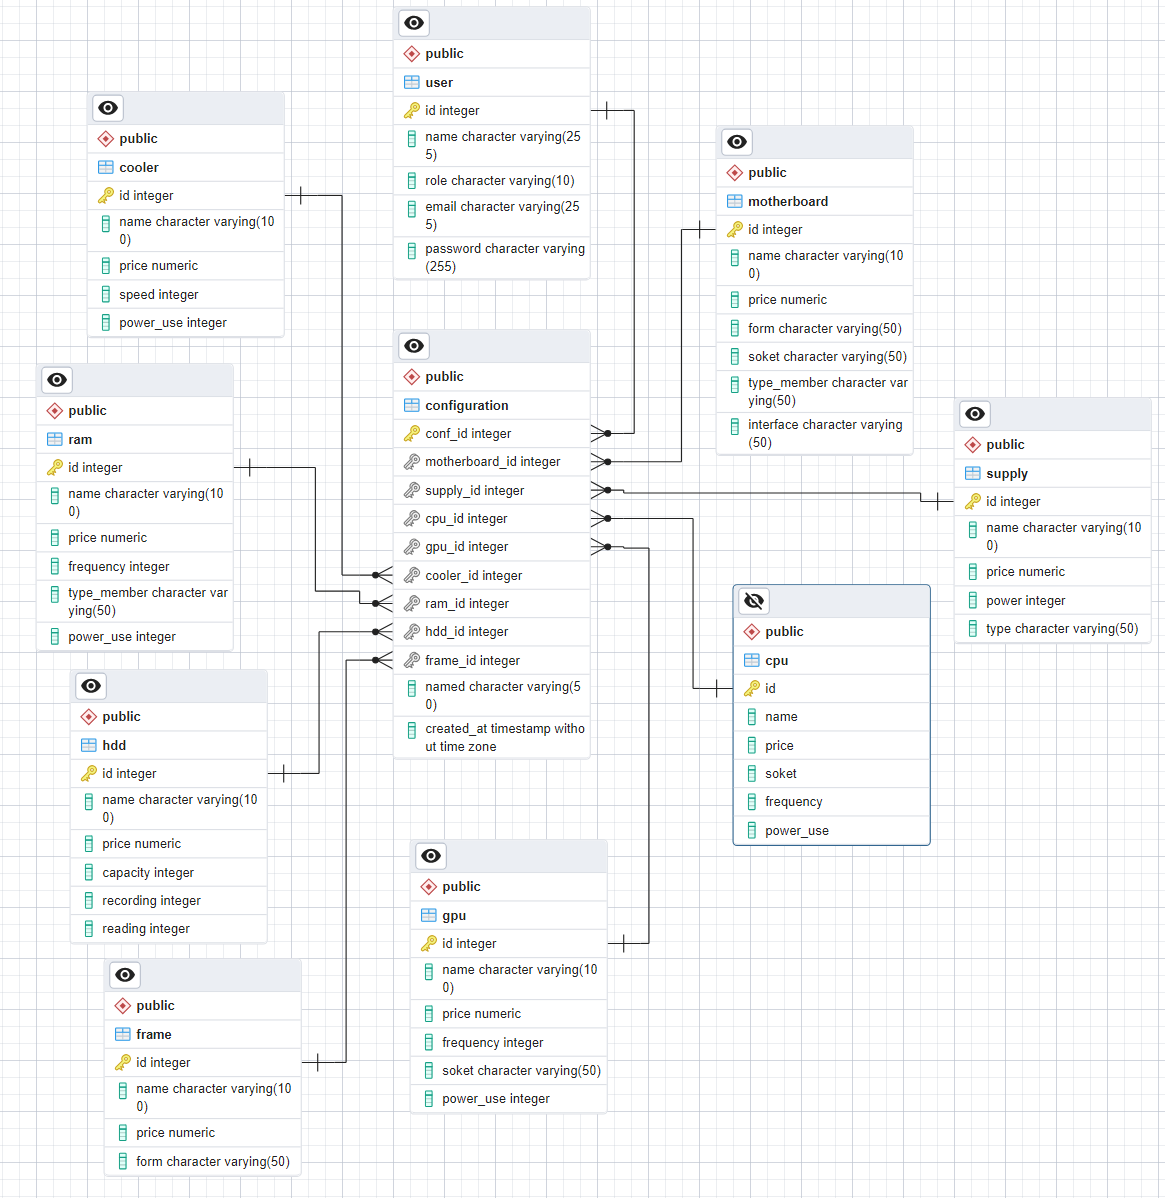 public
user
id integer
name character varying(25
5)
role character varying(10)
email character varying(25
5)
password character varying
(255)
public
cooler
id integer
name character varying(10
0)
price numeric
speed integer
power_use integer
public
motherboard
id integer
name character varying(10
0)
price numeric
form character varying(50)
soket character varying(50)
type_member character var
ying(50)
interface character varying
(50)
public
configuration
conf_id integer
motherboard_id integer
supply_id integer
cpu_id integer
gpu_id integer
cooler_id integer
ram_id integer
hdd_id integer
frame_id integer
named character varying(5
0)
created_at timestamp witho
ut time zone
public
ram
id integer
name character varying(10
0)
price numeric
frequency integer
type_member character var
ying(50)
power_use integer
public
supply
id integer
name character varying(10
0)
price numeric
power integer
type character varying(50)
public
cpu
id
name
price
soket
frequency
power_use
public
hdd
id integer
name character varying(10
0)
price numeric
capacity integer
recording integer
reading integer
public
gpu
id integer
name character varying(10
0)
price numeric
frequency integer
soket character varying(50)
power_use integer
public
frame
id integer
name character varying(10
0)
price numeric
form character varying(50)